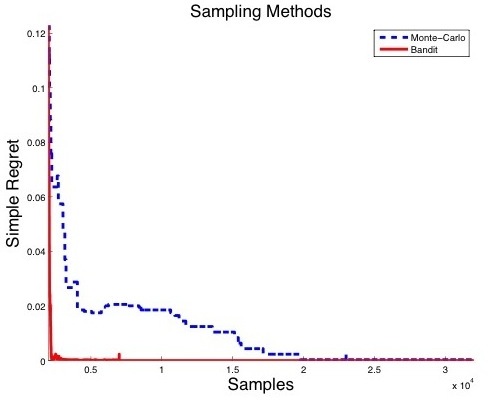 Sampling Methods
Monte-Carlo
Bandit
0.12
0.1
0.08
0.06
0.04
0.02
0
Simple Regret
0.5 1 1.5 2 2.5 3
x 10^4
Samples